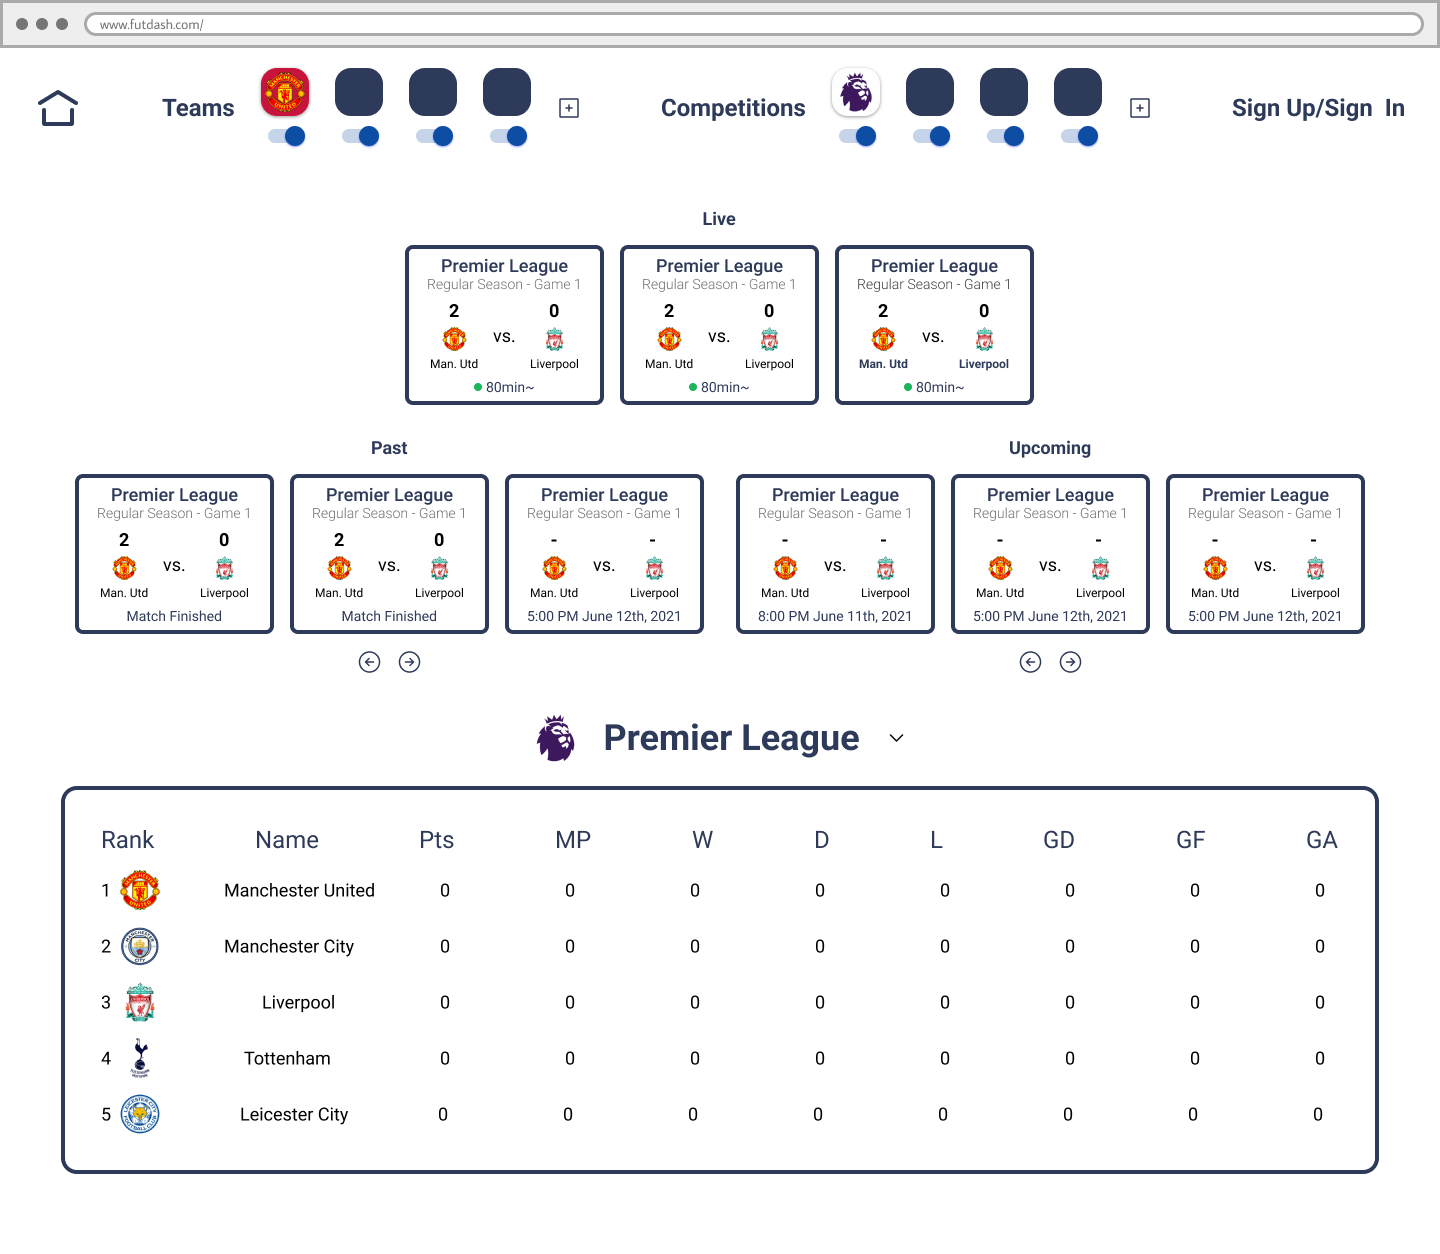 www.futdash.com/
Teams
Competitions
Sign Up/Sign In
Live
Premier League
Regular Season - Game 1
2 0
vs.
Man. Utd Liverpool
80min~
Premier League
Regular Season - Game 1
2 0
vs.
Man. Utd Liverpool
80min~
Premier League
Regular Season - Game 1
2 0
vs.
Man. Utd Liverpool
80min~
Past
Premier League
Regular Season - Game 1
2 0
vs.
Man. Utd Liverpool
Match Finished
Premier League
Regular Season - Game 1
2 0
vs.
Man. Utd Liverpool
Match Finished
Premier League
Regular Season - Game 1
- -
vs.
Man. Utd Liverpool
5:00 PM June 12th, 2021
Upcoming
Premier League
Regular Season - Game 1
- -
vs.
Man. Utd Liverpool
8:00 PM June 11th, 2021
Premier League
Regular Season - Game 1
- -
vs.
Man. Utd Liverpool
5:00 PM June 12th, 2021
Premier League
Regular Season - Game 1
- -
vs.
Man. Utd Liverpool
5:00 PM June 12th, 2021
Premier League
Rank Name Pts MP W D L GD GF GA
1 Manchester United 0 0 0 0 0 0 0 0
2 Manchester City 0 0 0 0 0 0 0 0
3 Liverpool 0 0 0 0 0 0 0 0
4 Tottenham 0 0 0 0 0 0 0 0
5 Leicester City 0 0 0 0 0 0 0 0